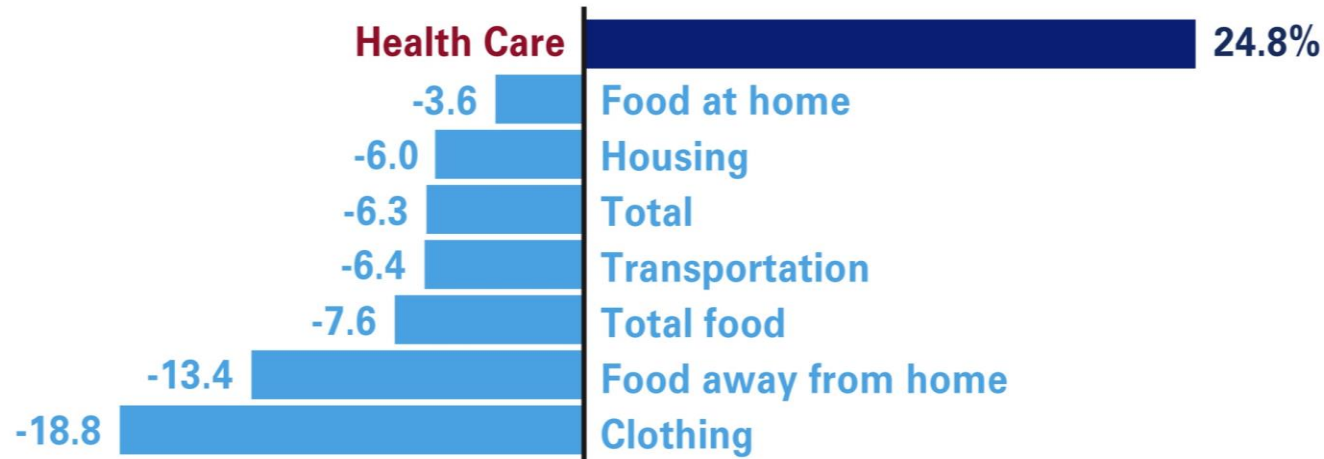 Health Care 24.8%
-3.6 Food at home
-6.0 Housing
-6.3 Total
-6.4 Transportation
-7.6 Total food
-13.4 Food away from home
-18.8 Clothing